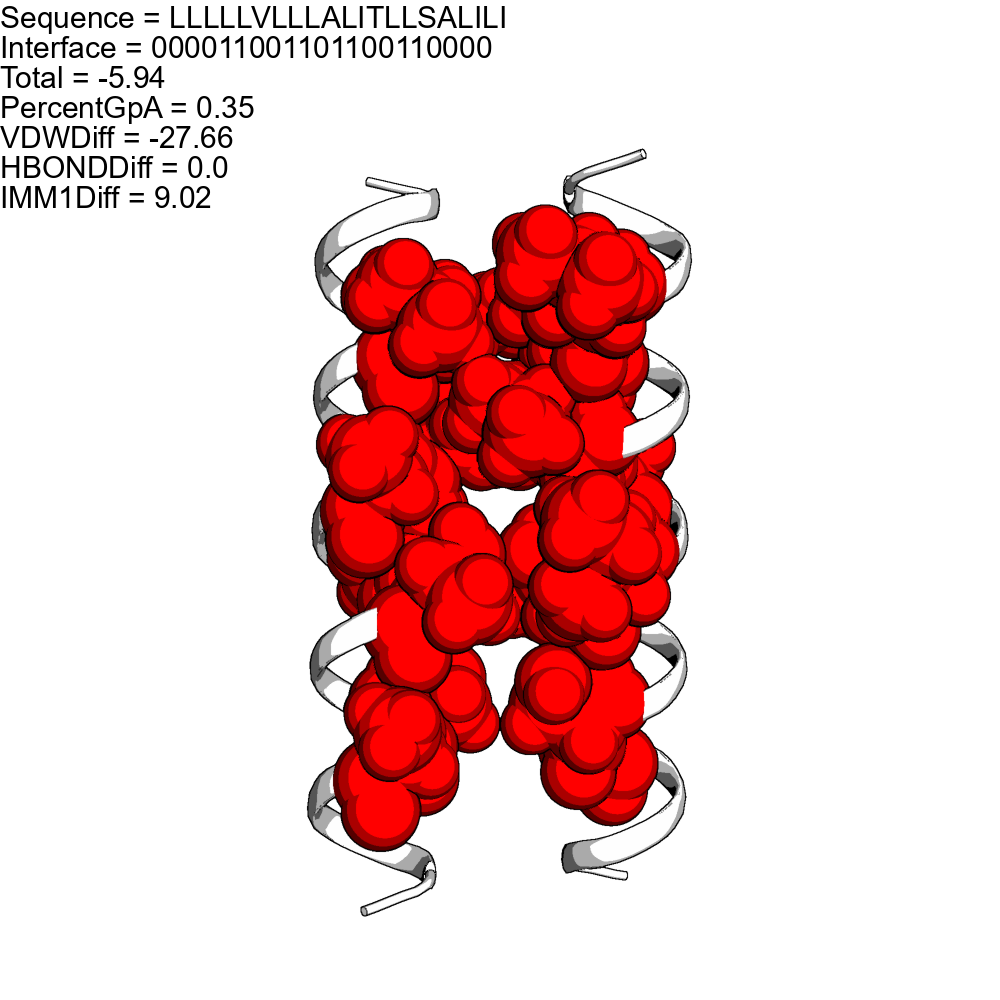 Sequence = LLLLLVLLLALITLLSALILI
Interface = 000011001101100110000
Total = -5.94
PercentGpA = 0.35
VDWDiff = -27.66
HBONDDiff = 0.0
IMM1Diff = 9.02